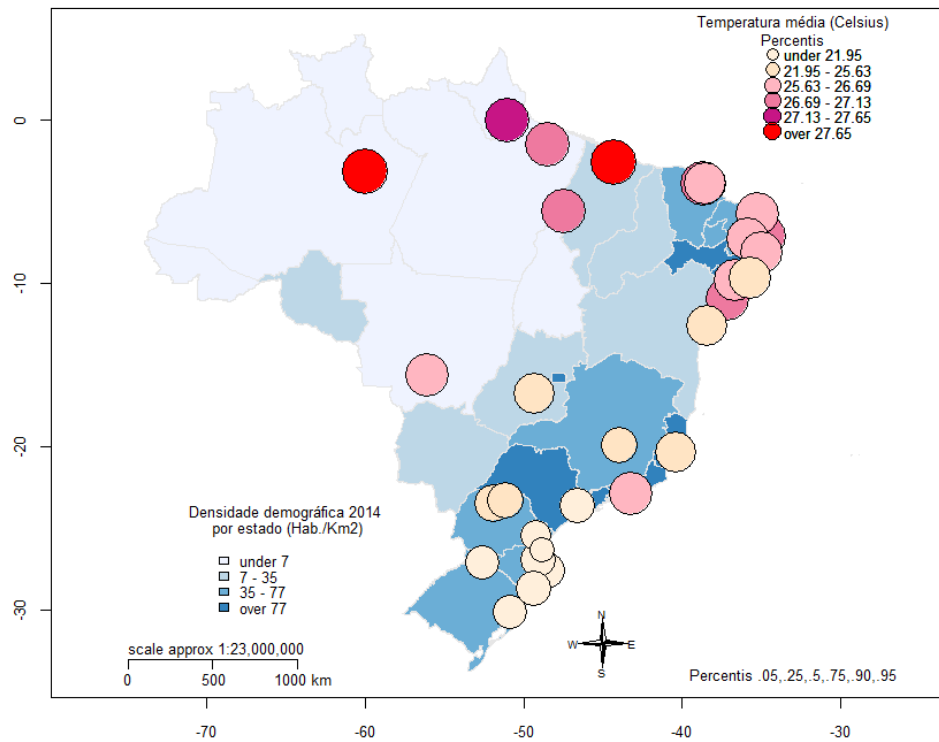 Temperatura média (Celsius)
Percentis
under 21.95
21.95 - 25.63
25.63 - 26.69
26.69 - 27.13
27.13 - 27.65
over 27.65
0
-10
-20
-30
Densidade demográfica 2014
por estado (Hab./Km2)
under 7
7 - 35
35 - 77
over 77
scale approx 1:23,000,000
0 500 1000 km
N
W E
S
Percentis .05,.25,.5,.75,.90,.95
-70 -60 -50 -40 -30